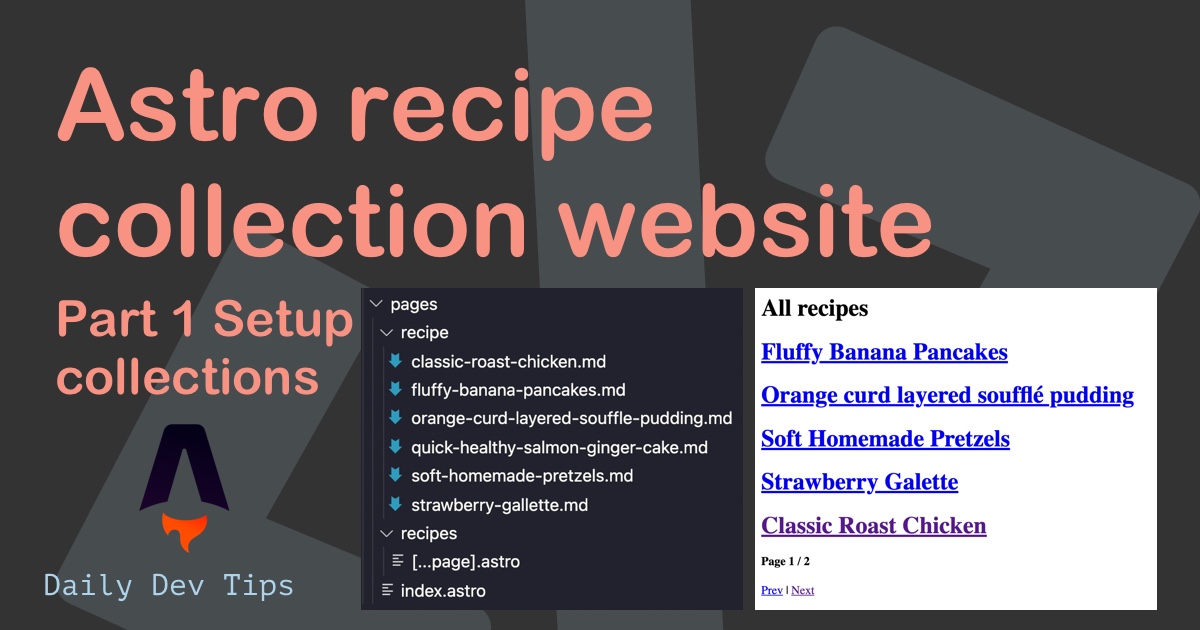 Astro recipe
collection website
Part 1 Setup
collections
pages
recipe
classic-roast-chicken.md
fluffy-banana-pancakes.md
orange-curd-layered-souffle-pudding.md
quick-healthy-salmon-ginger-cake.md
soft-homemade-pretzels.md
strawberry-gallette.md
recipes
[...page].astro
index.astro
All recipes
Fluffy Banana Pancakes
Orange curd layered soufflé pudding
Soft Homemade Pretzels
Strawberry Galette
Classic Roast Chicken
Page 1 / 2
Prev | Next
Daily Dev Tips